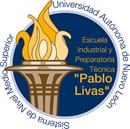 Universidad Autónoma de Nuevo León
Escuela
Industrial y
Preparatoria
Técnica
"Pablo
Livas"
Sistema de Nivel Medio Superior